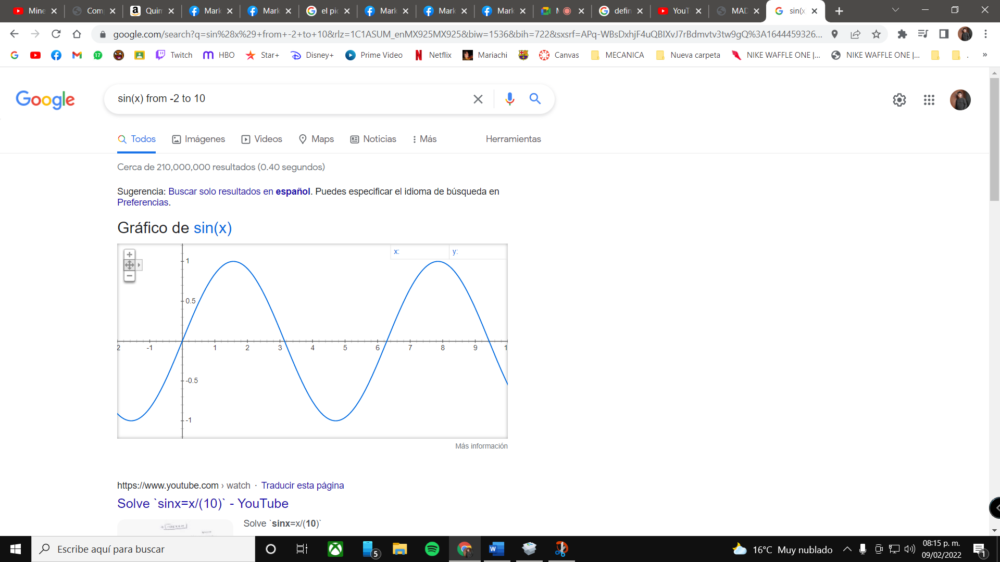 Mine
Com
Quim
Mark
Mark
el pi
Mark
Mark
Mark
M
defin
YouT
MAD
sin(x
google.com/search?q=sin%28x%29+from+-2+to+10&rlz=1C1ASUM_enMX925MX925&biw=1536&bih=722&sxsrf=APq-WBsDxhjF4uQBIXvJ7rBdmvtv3tw9gQ%3A1644459326...
17 Twitch HBO Star+ Disney+ Prime Video Netflix Mariachi Canvas MECANICA Nueva carpeta NIKE WAFFLE ONE |... NIKE WAFFLE ONE |... . »
Google
sin(x) from -2 to 10
Todos Imágenes Videos Maps Noticias Más Herramientas
Cerca de 210,000,000 resultados (0.40 segundos)
Sugerencia: Buscar solo resultados en español. Puedes especificar el idioma de búsqueda en
Preferencias.
Gráfico de sin(x)
x: y:
1
0.5
2 -1 1 2 3 4 5 6 7 8 9 1
-0.5
-1
Más información
https://www.youtube.com › watch · Traducir esta página
Solve `sinx=x/(10)` - YouTube
Solve `sinx=x/(10)`
Escribe aquí para buscar
5
16°C Muy nublado
08:15 p. m.
09/02/2022
1